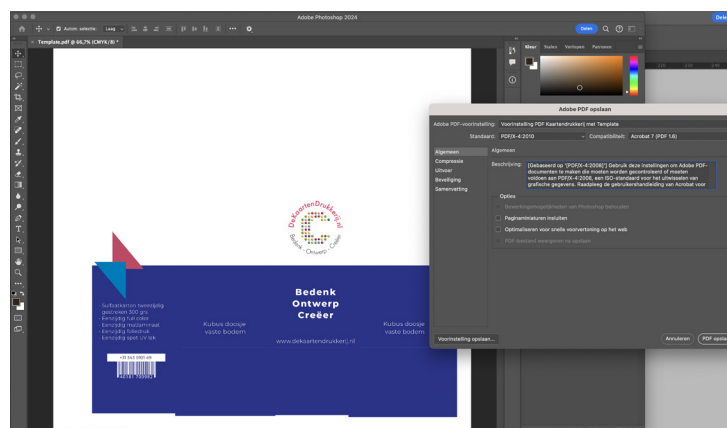 Adobe Photoshop 2024
Autom. selectie:
Laag
Delen
Template.pdf @ 66,7% (CMYK/8) *
Kleur
Stalen
Verlopen
Patronen
DeKaartenDrukkerij.nl
Bedenk · Ontwerp · Creëer
Bedenk
Ontwerp
Creëer
- Sulfaatkarton tweezijdig
gestreken 300 grs
- Eenzijdig full color
- Eenzijdig matlaminaat
- Eenzijdig foliedruk
- Eenzijdig spot UV lak
Kubus doosje
vaste bodem
www.dekaartendrukkerij.nl
Kubus doosje
vaste bodem
Adobe PDF opslaan
Adobe PDF-voorinstelling:
Voorinstelling PDF Kaartendrukkerij met Template
Standaard:
PDF/X-4:2010
Compatibiliteit:
Acrobat 7 (PDF 1.6)
Algemeen
Compressie
Uitvoer
Beveiliging
Samenvatting
Algemeen
Beschrijving:
[Gebaseerd op "[PDF/X-4:2008]"] Gebruik deze instellingen om Adobe PDF-
documenten te maken die moeten worden gecontroleerd of moeten
voldoen aan PDF/X-4:2008, een ISO-standaard voor het uitwisselen van
grafische gegevens. Raadpleeg de gebruikershandleiding van Acrobat voor
Opties
Bewerkingsmogelijkheden van Photoshop behouden
Paginaminiaturen insluiten
Optimaliseren voor snelle voorvertoning op het web
PDF-bestand weergeven na opslaan
Voorinstelling opslaan...
Annuleren
PDF opsla